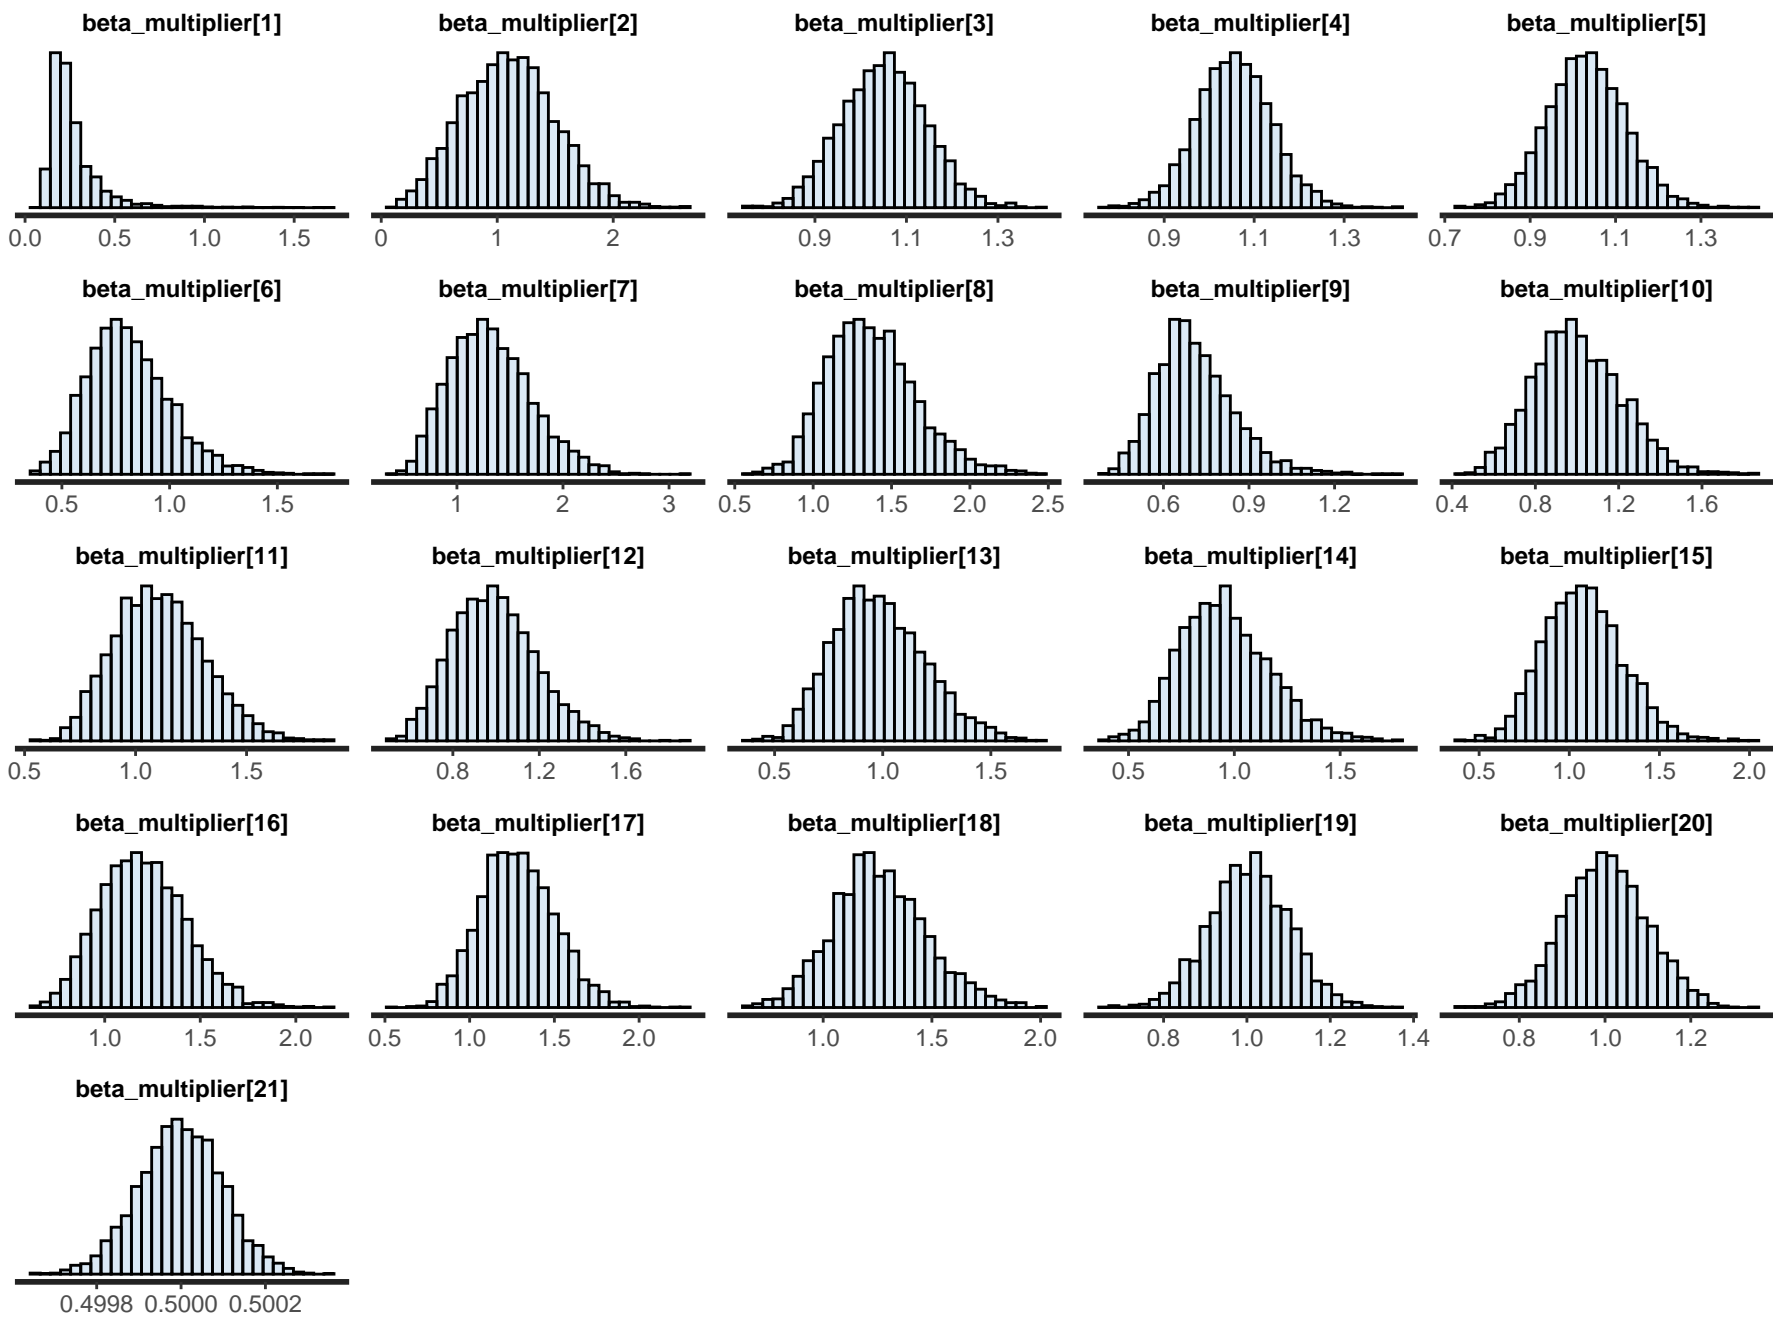 beta_multiplier[1] beta_multiplier[2] beta_multiplier[3] beta_multiplier[4] beta_multiplier[5]
0.0 0.5 1.0 1.5 0 1 2 0.9 1.1 1.3 0.9 1.1 1.3 0.7 0.9 1.1 1.3
beta_multiplier[6] beta_multiplier[7] beta_multiplier[8] beta_multiplier[9] beta_multiplier[10]
0.5 1.0 1.5 1 2 3 0.5 1.0 1.5 2.0 2.5 0.6 0.9 1.2 0.4 0.8 1.2 1.6
beta_multiplier[11] beta_multiplier[12] beta_multiplier[13] beta_multiplier[14] beta_multiplier[15]
0.5 1.0 1.5 0.8 1.2 1.6 0.5 1.0 1.5 0.5 1.0 1.5 0.5 1.0 1.5 2.0
beta_multiplier[16] beta_multiplier[17] beta_multiplier[18] beta_multiplier[19] beta_multiplier[20]
1.0 1.5 2.0 0.5 1.0 1.5 2.0 1.0 1.5 2.0 0.8 1.0 1.2 1.4 0.8 1.0 1.2
beta_multiplier[21]
0.4998 0.5000 0.5002